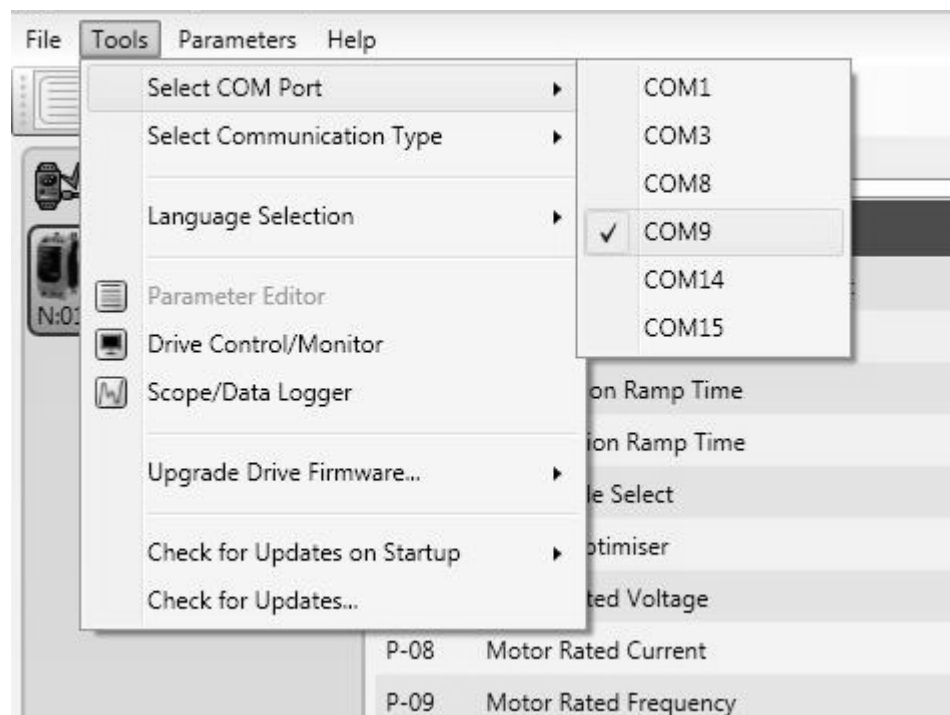 File Tools Parameters Help
Select COM Port
Select Communication Type
Language Selection
Parameter Editor
Drive Control/Monitor
Scope/Data Logger
Upgrade Drive Firmware...
Check for Updates on Startup
Check for Updates...
COM1
COM3
COM8
COM9
COM14
COM15
N:01
on Ramp Time
ion Ramp Time
le Select
ptimiser
ted Voltage
P-08 Motor Rated Current
P-09 Motor Rated Frequency